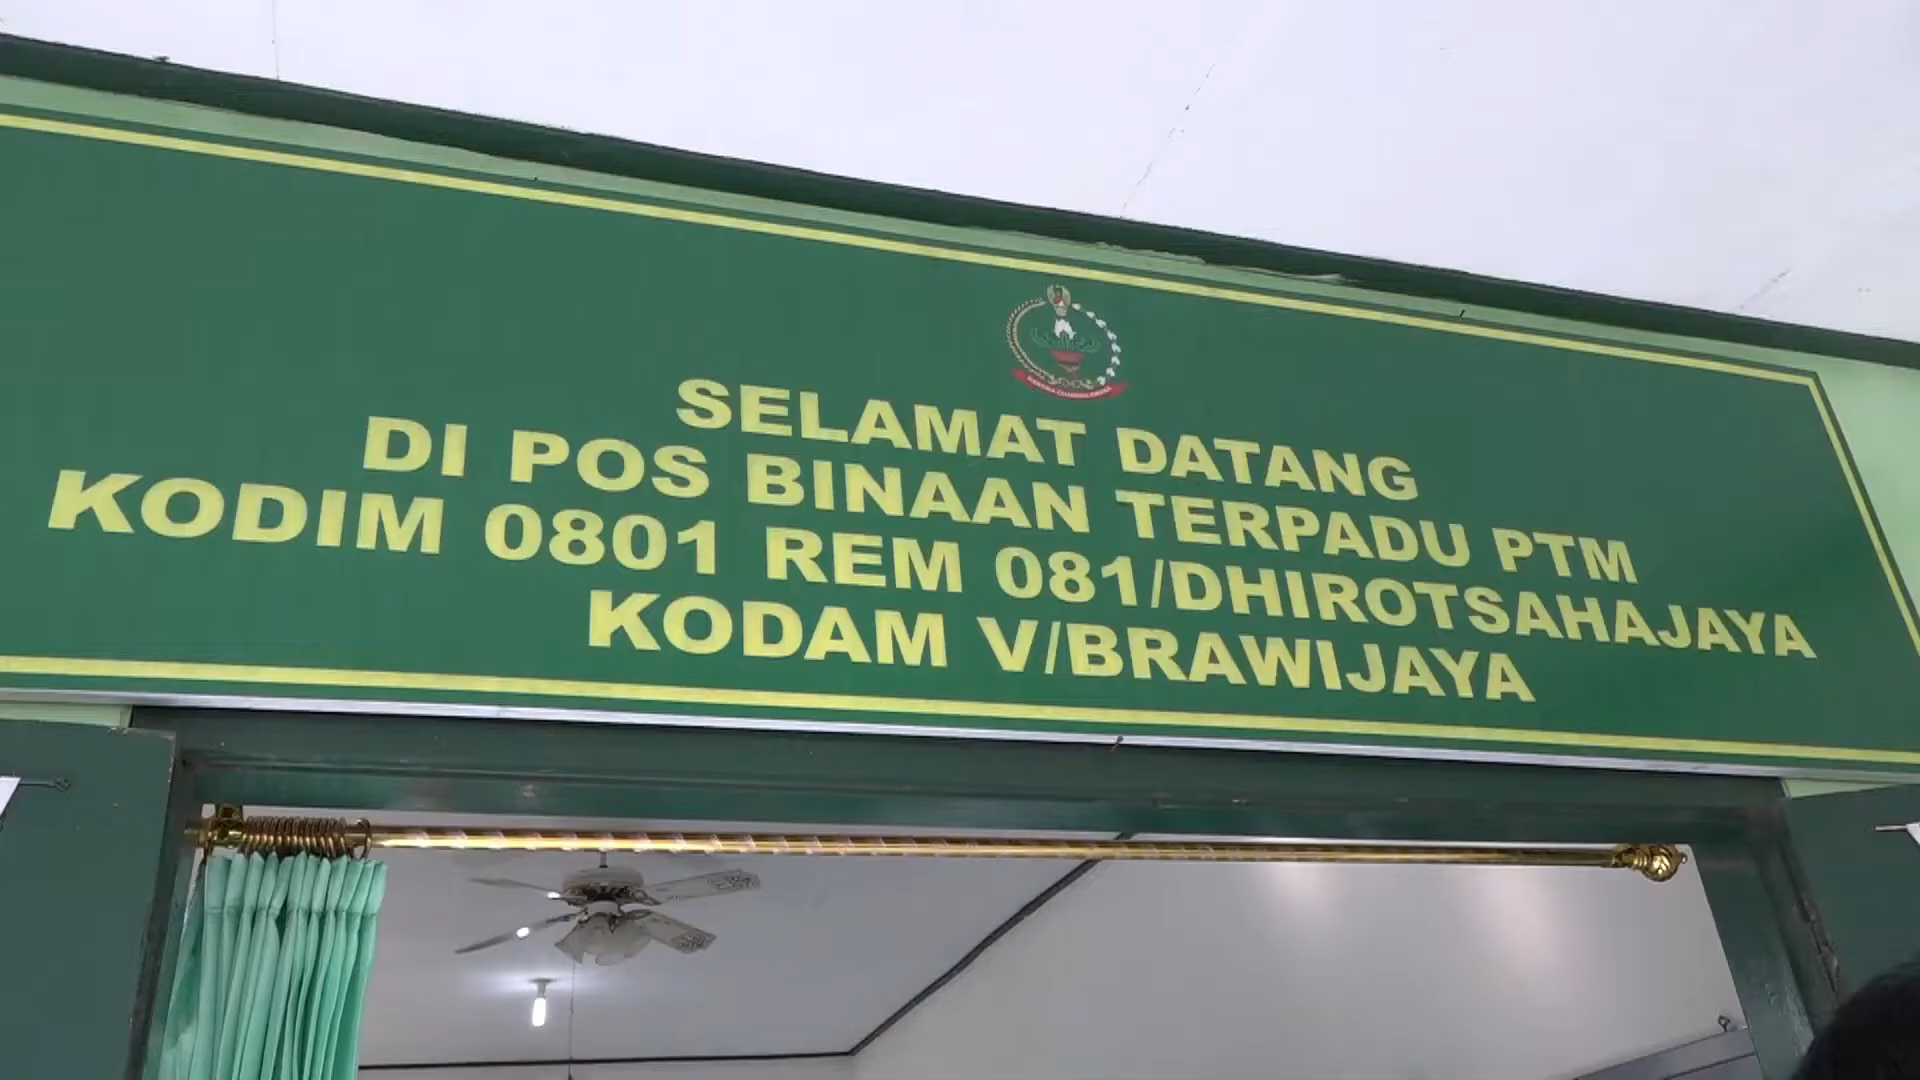 SELAMAT DATANG
DI POS BINAAN TERPADU PTM
KODIM 0801 REM 081/DHIROTSAHAJAYA
KODAM V/BRAWIJAYA